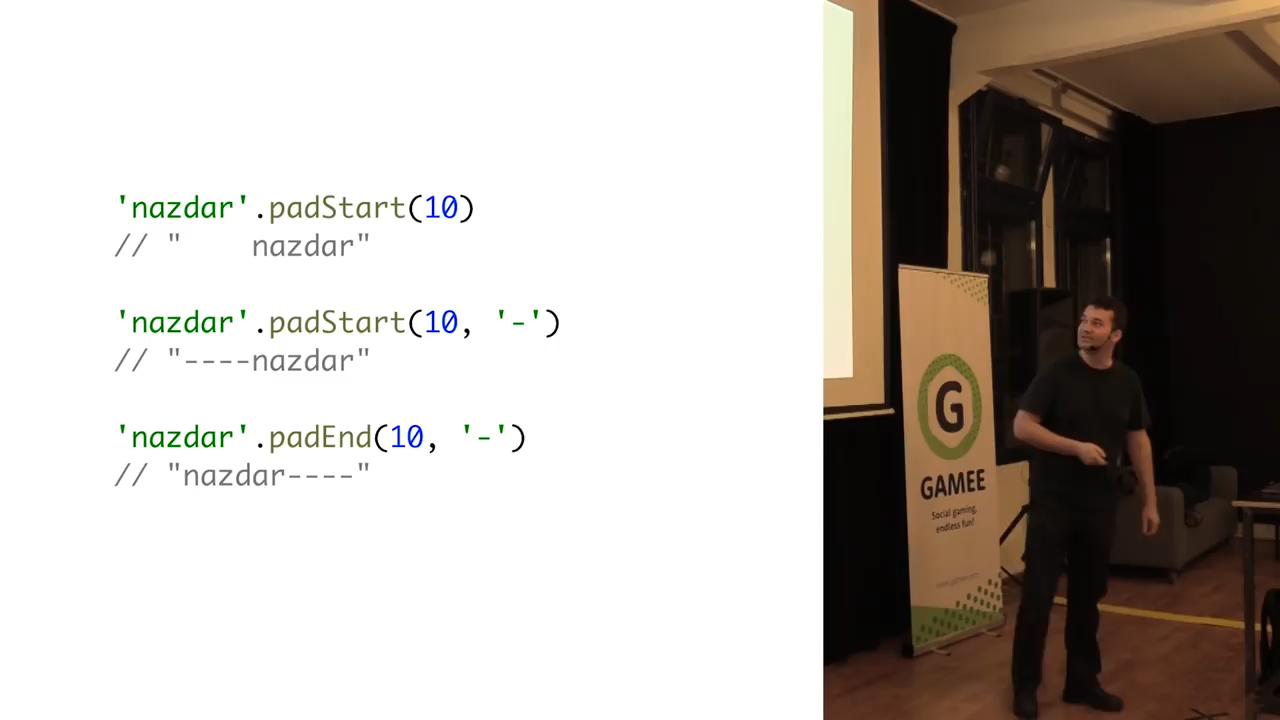 'nazdar'.padStart(10)
// "    nazdar"
'nazdar'.padStart(10, '-')
// "----nazdar"
'nazdar'.padEnd(10, '-')
// "nazdar----"
G
GAMEE
Social gaming,
endless fun!